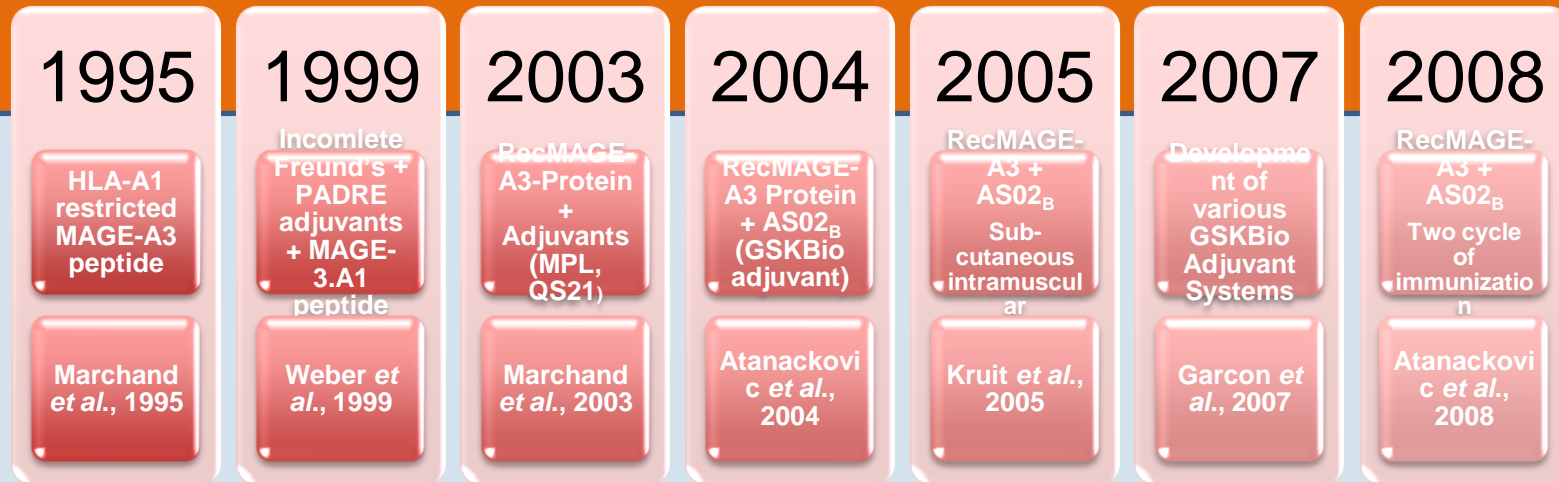 1995
HLA-A1
restricted
MAGE-A3
peptide
Marchand
et al., 1995
1999
Incomlete
Freund's +
PADRE
adjuvants
+ MAGE-
3.A1
peptide
Weber et
al., 1999
2003
RecMAGE-
A3-Protein
+
Adjuvants
(MPL,
QS21)
Marchand
et al., 2003
2004
RecMAGE-
A3 Protein
+ AS02B
(GSKBio
adjuvant)
Atanackovi
c et al.,
2004
2005
RecMAGE-
A3 +
AS02B
Sub-
cutaneous
intramuscul
ar
Kruit et al.,
2005
2007
Developme
nt of
various
GSKBio
Adjuvant
Systems
Garcon et
al., 2007
2008
RecMAGE-
A3 +
AS02B
Two cycle
of
immunizatio
n
Atanackovi
c et al.,
2008